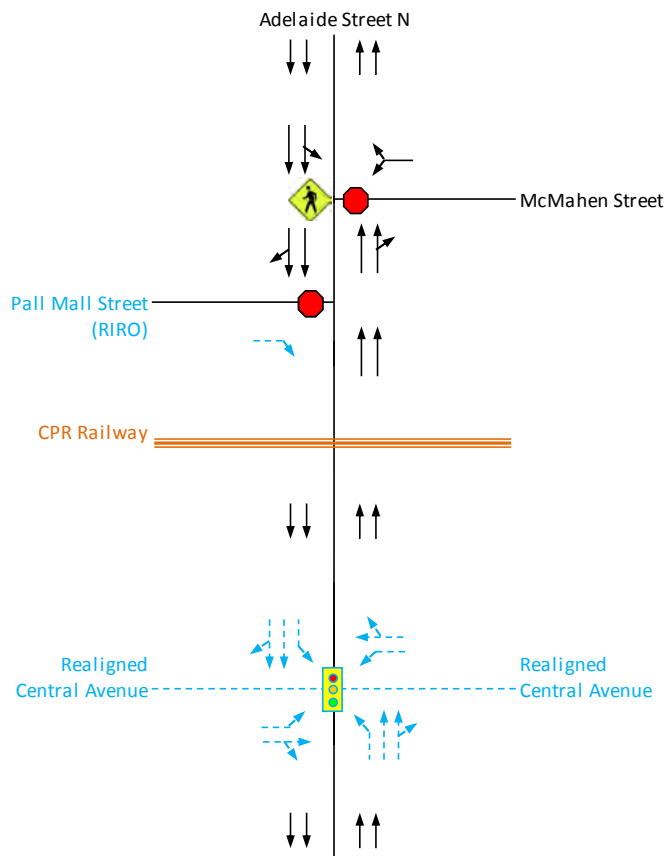 Adelaide Street N
McMahen Street
Pall Mall Street
(RIRO)
CPR Railway
Realigned
Central Avenue
Realigned
Central Avenue